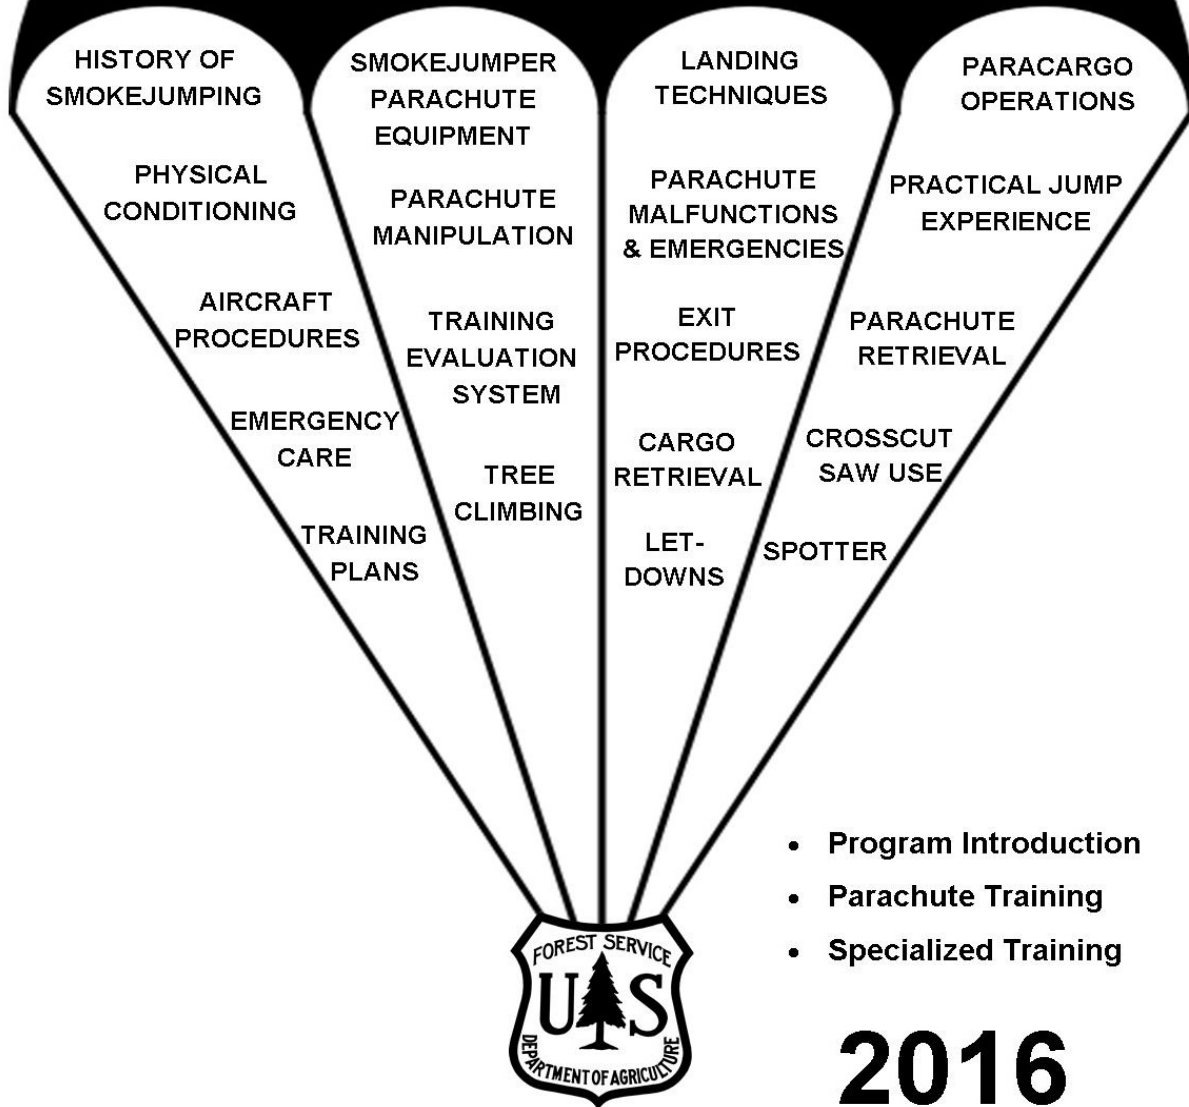 HISTORY OF
SMOKEJUMPING
PHYSICAL
CONDITIONING
AIRCRAFT
PROCEDURES
EMERGENCY
CARE
TRAINING
PLANS
SMOKEJUMPER
PARACHUTE
EQUIPMENT
PARACHUTE
MANIPULATION
TRAINING
EVALUATION
SYSTEM
TREE
CLIMBING
LANDING
TECHNIQUES
PARACHUTE
MALFUNCTIONS
& EMERGENCIES
EXIT
PROCEDURES
CARGO
RETRIEVAL
LET-
DOWNS
PARACARGO
OPERATIONS
PRACTICAL JUMP
EXPERIENCE
PARACHUTE
RETRIEVAL
CROSSCUT
SAW USE
SPOTTER
• Program Introduction
• Parachute Training
• Specialized Training
FOREST SERVICE
U S
DEPARTMENT OF AGRICULTURE
2016